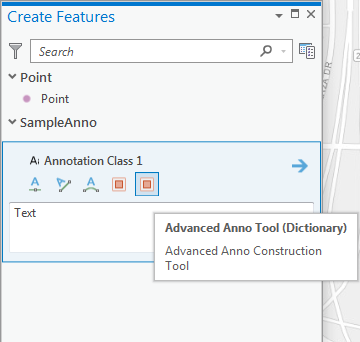 Create Features
Search
Point
Point
SampleAnno
A Annotation Class 1
A
A
A
Text
Advanced Anno Tool (Dictionary)
Advanced Anno Construction
Tool